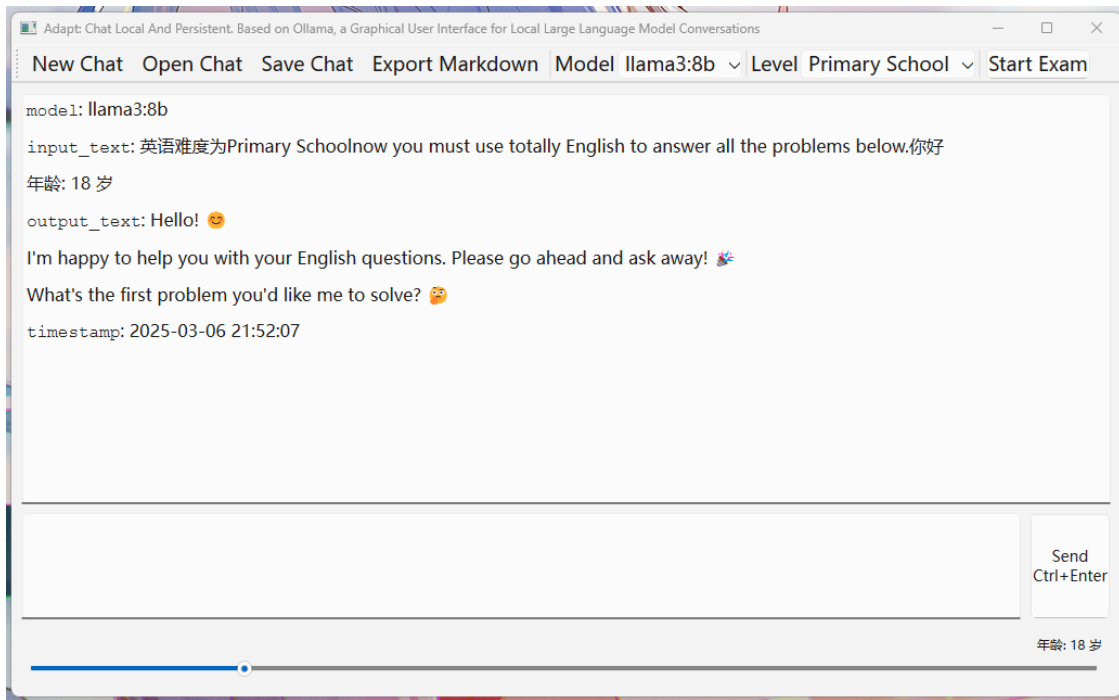 Adapt: Chat Local And Persistent. Based on Ollama, a Graphical User Interface for Local Large Language Model Conversations
New Chat Open Chat Save Chat Export Markdown Model llama3:8b Level Primary School Start Exam
model: llama3:8b
input_text: 英语难度为Primary Schoolnow you must use totally English to answer all the problems below.你好
年龄: 18 岁
output_text: Hello! 😊
I'm happy to help you with your English questions. Please go ahead and ask away! 🎉
What's the first problem you'd like me to solve? 🤔
timestamp: 2025-03-06 21:52:07
Send
Ctrl+Enter
年龄: 18 岁